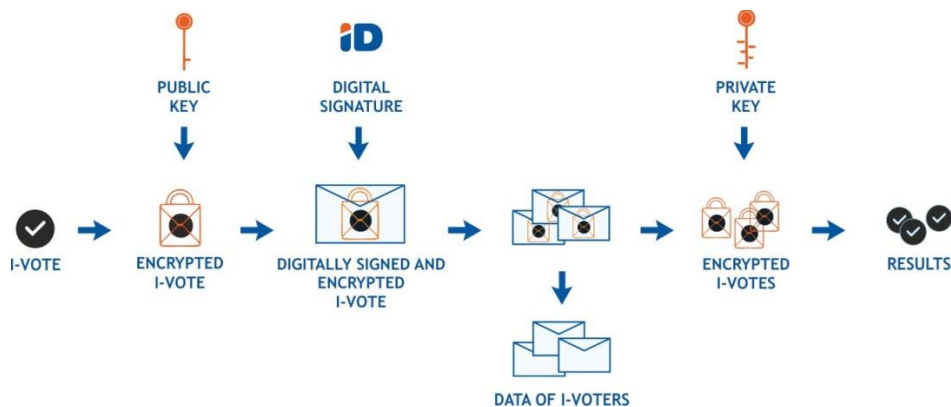 iD
PUBLIC
KEY
DIGITAL
SIGNATURE
PRIVATE
KEY
I-VOTE
ENCRYPTED
I-VOTE
DIGITALLY SIGNED AND
ENCRYPTED
I-VOTE
ENCRYPTED
I-VOTES
RESULTS
DATA OF I-VOTERS